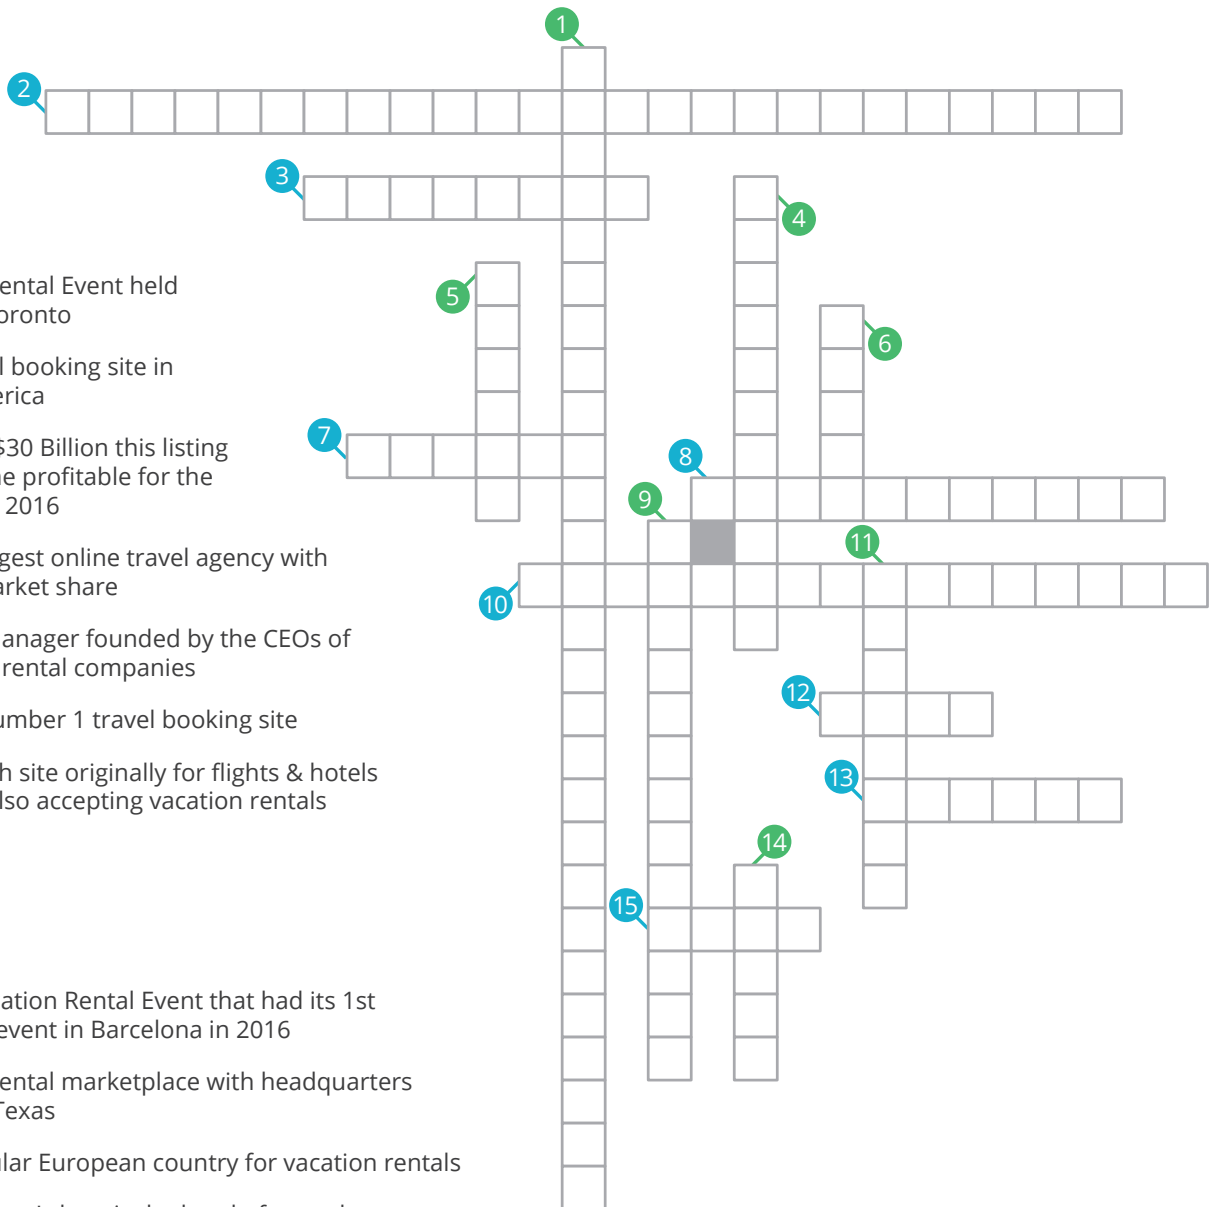 1
2
3
4
5
6
7
8
9
10
11
12
13
14
15
ental Event held
oronto
l booking site in
erica
$30 Billion this listing
ne profitable for the
2016
gest online travel agency with
arket share
anager founded by the CEOs of
rental companies
umber 1 travel booking site
h site originally for flights & hotels
lso accepting vacation rentals
ation Rental Event that had its 1st
event in Barcelona in 2016
ental marketplace with headquarters
Texas
lar European country for vacation rentals